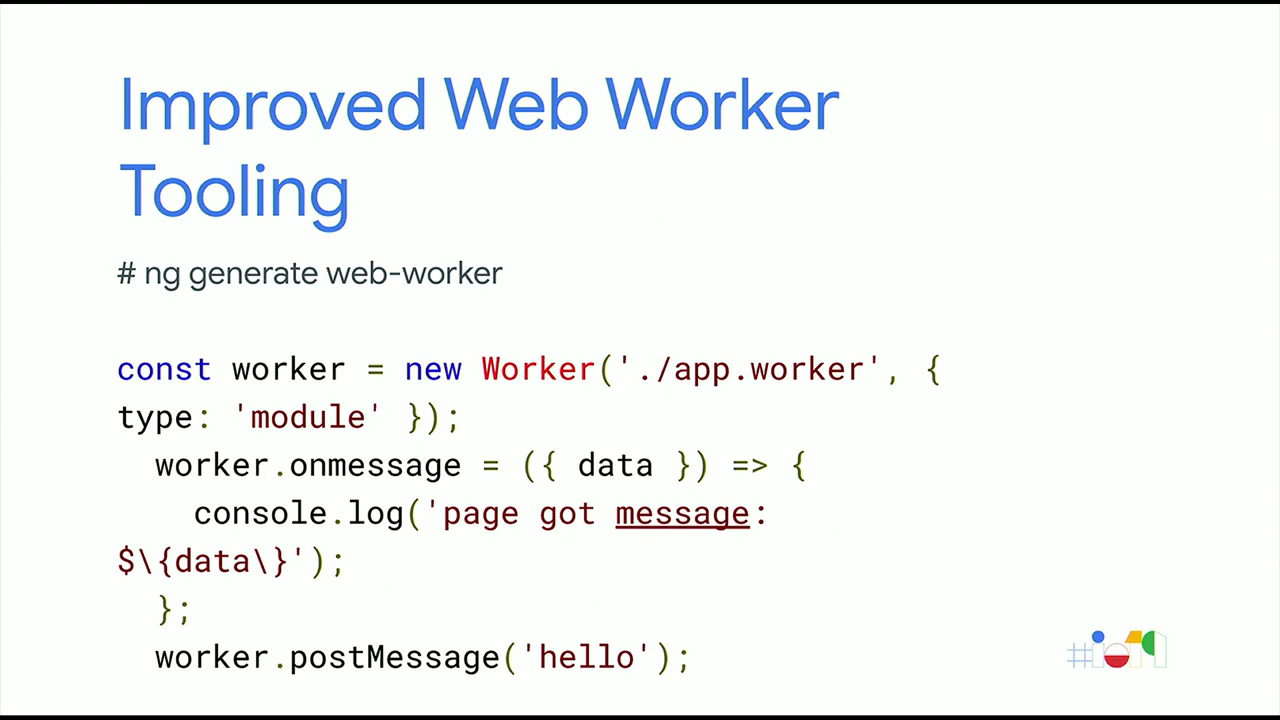 Improved Web Worker
Tooling
# ng generate web-worker
const worker = new Worker('./app.worker', {
type: 'module' });
worker.onmessage = ({ data }) => {
console.log('page got message:
$\{data\}');
};
worker.postMessage('hello');
#io19